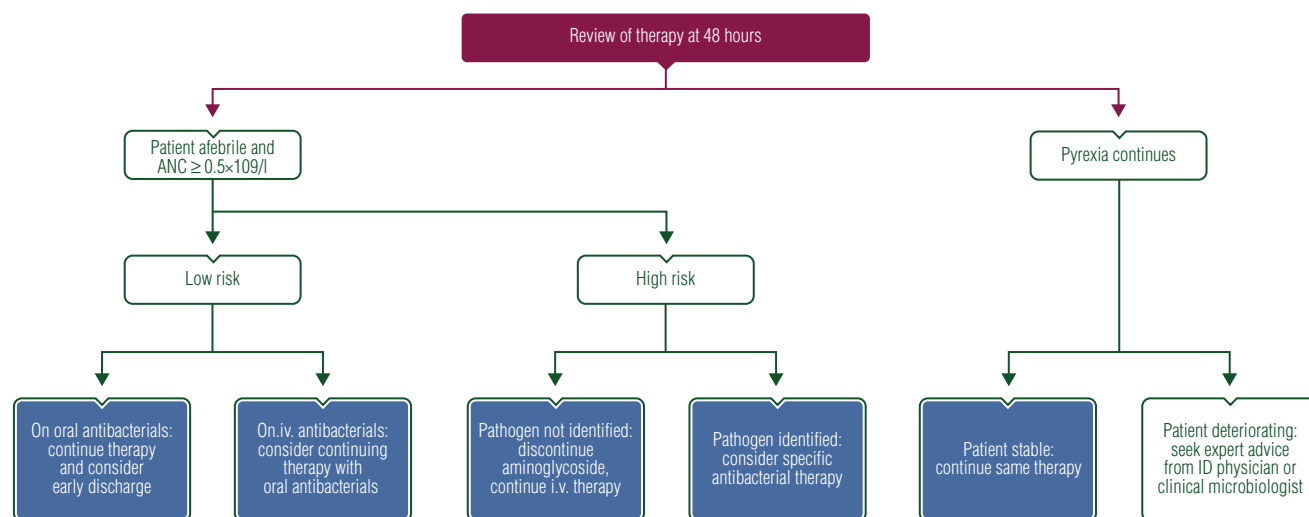 Review of therapy at 48 hours
Patient afebrile and
ANC ≥ 0.5×109/l
Pyrexia continues
Low risk
High risk
On oral antibacterials:
continue therapy
and consider
early discharge
On.iv. antibacterials:
consider continuing
therapy with
oral antibacterials
Pathogen not identified:
discontinue
aminoglycoside,
continue i.v. therapy
Pathogen identified:
consider specific
antibacterial therapy
Patient stable:
continue same therapy
Patient deteriorating:
seek expert advice
from ID physician or
clinical microbiologist